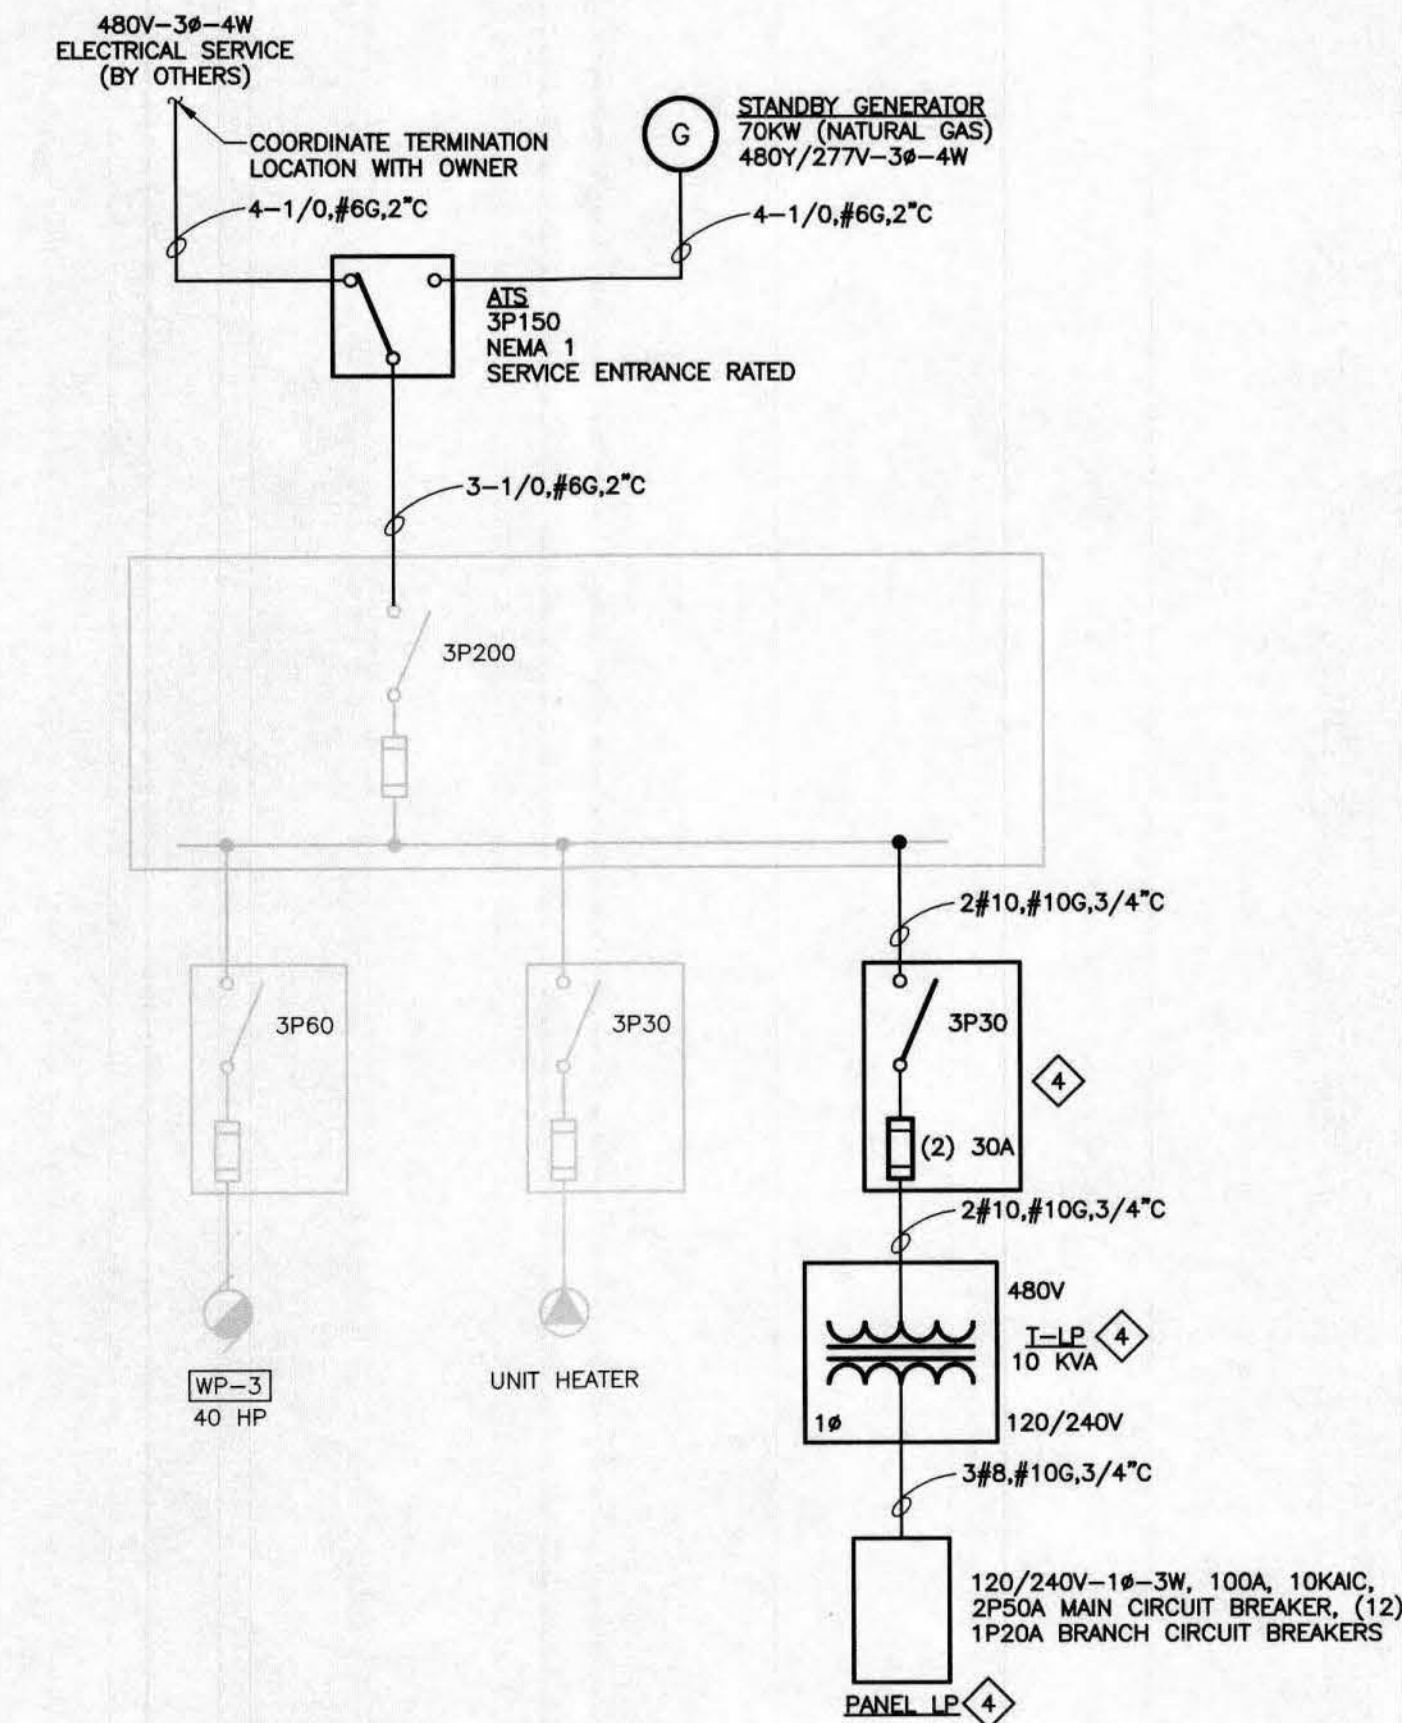 480V-3ø-4W
ELECTRICAL SERVICE
(BY OTHERS)
COORDINATE TERMINATION
LOCATION WITH OWNER
4-1/0,#6G,2"C
G
STANDBY GENERATOR
70KW (NATURAL GAS)
480Y/277V-3ø-4W
4-1/0,#6G,2"C
ATS
3P150
NEMA 1
SERVICE ENTRANCE RATED
3-1/0,#6G,2"C
3P200
2#10,#10G,3/4"C
3P60
3P30
3P30
4
(2) 30A
2#10,#10G,3/4"C
480V
T-LP 4
10 KVA
1ø
120/240V
WP-3
40 HP
UNIT HEATER
3#8,#10G,3/4"C
120/240V-1ø-3W, 100A, 10KAIC,
2P50A MAIN CIRCUIT BREAKER, (12)
1P20A BRANCH CIRCUIT BREAKERS
PANEL LP 4